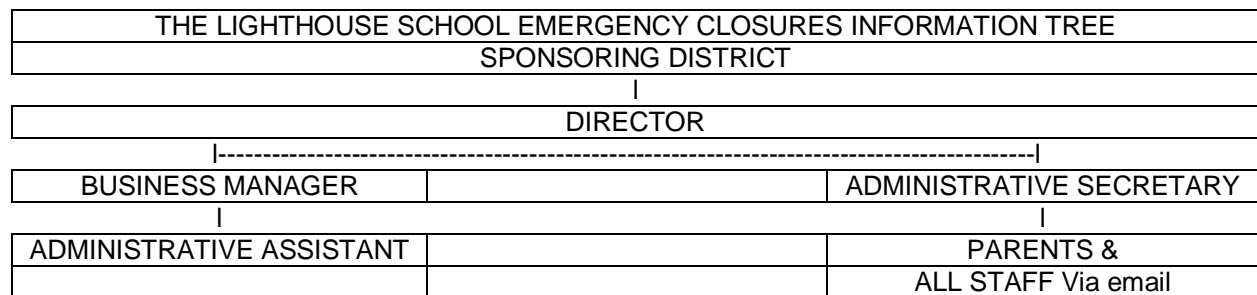 THE LIGHTHOUSE SCHOOL EMERGENCY CLOSURES INFORMATION TREE
SPONSORING DISTRICT
|
DIRECTOR
|-------------------------------------------------------------------------------------------|
BUSINESS MANAGER ADMINISTRATIVE SECRETARY
| |
ADMINISTRATIVE ASSISTANT PARENTS &
ALL STAFF Via email